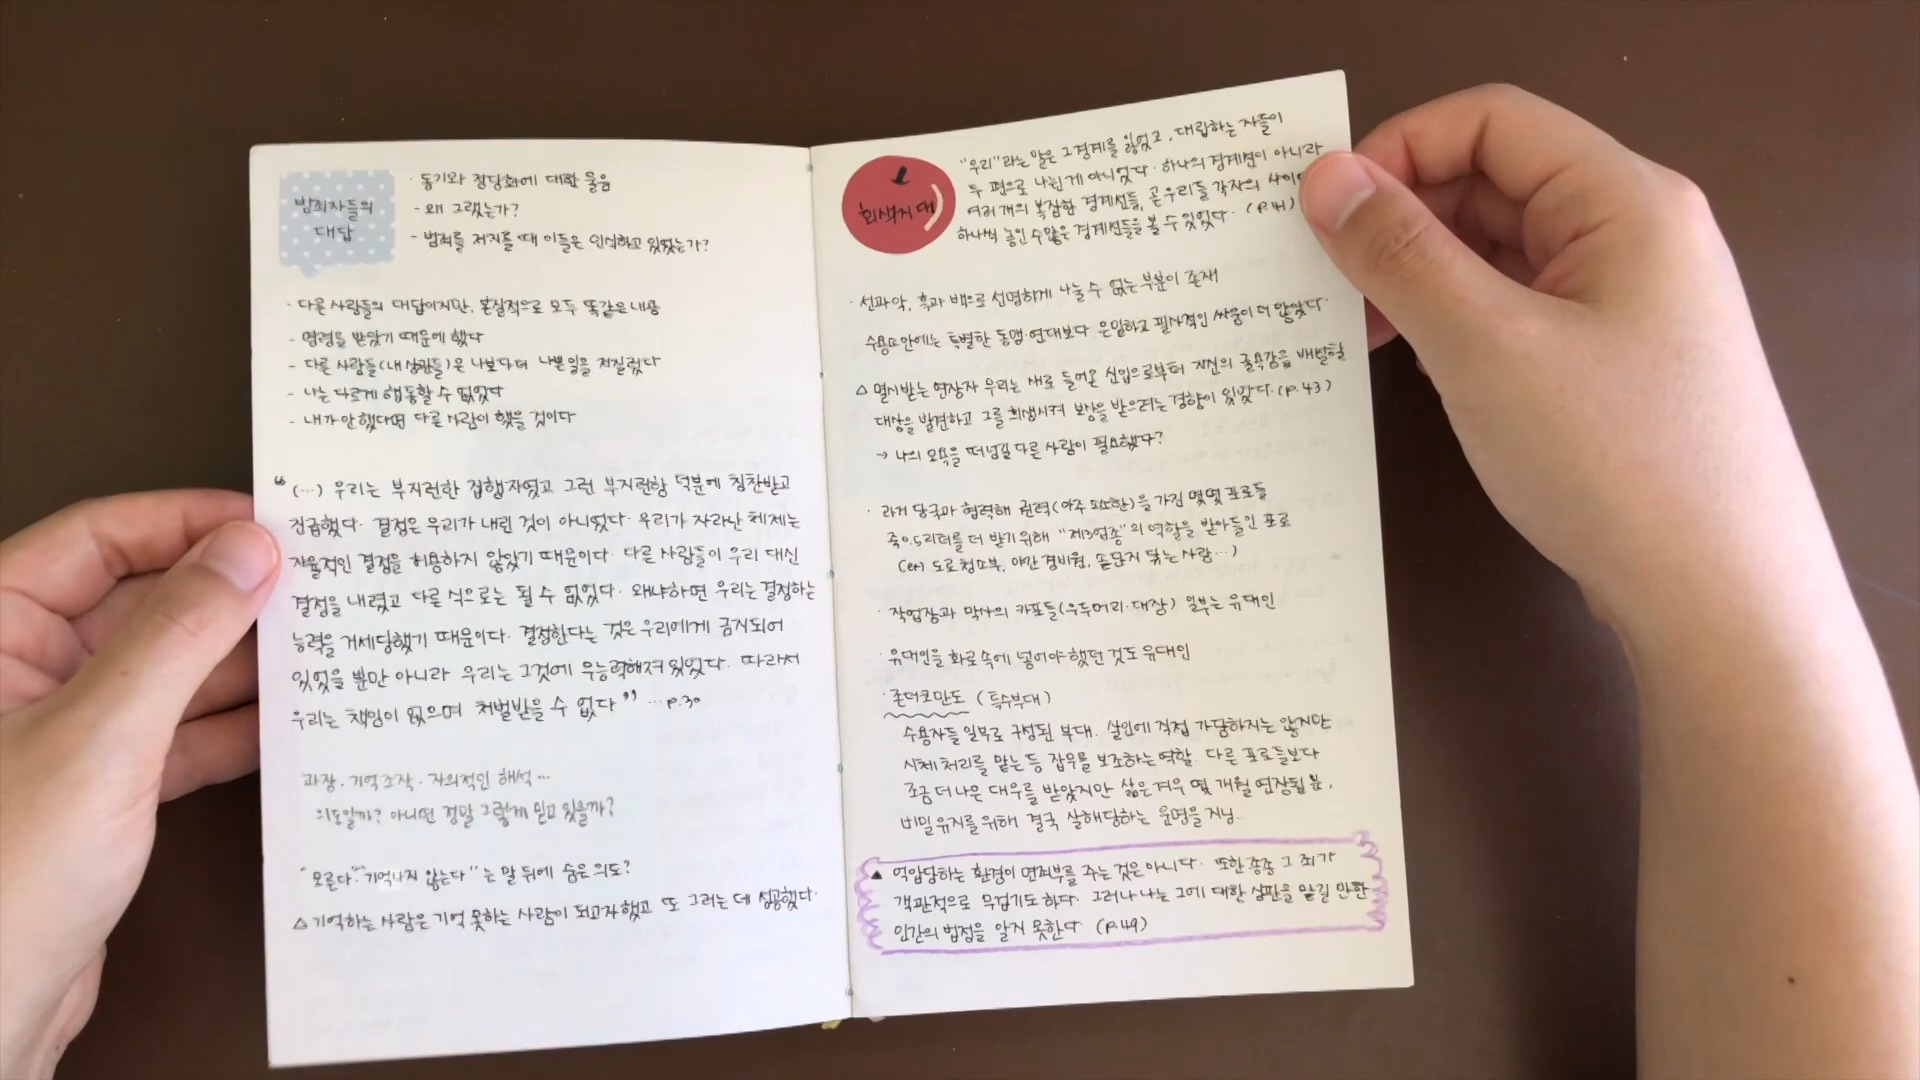 범죄자들의
대답
· 동기와 정당화에 대한 물음
- 왜 그랬는가?
- 범죄를 저지를 때 이들은 인식하고 있었는가?
· 다른 사람들의 대답이지만, 본질적으로 모두 똑같은 내용
- 명령을 받았기 때문에 했다
- 다른 사람들(내 상관들)은 나보다 더 나쁜일을 저질렀다
- 나는 다르게 행동할 수 없었다
- 내가 안했다면 다른 사람이 했을 것이다
“(…) 우리는 부지런한 집행자였고 그런 부지런함 덕분에 칭찬받고
진급했다. 결정은 우리가 내린 것이 아니었다. 우리가 자라난 체제는
자율적인 결정을 허용하지 않았기 때문이다. 다른 사람들이 우리 대신
결정을 내렸고 다른 식으로는 될 수 없었다. 왜냐하면 우리는 결정하는
능력을 거세당했기 때문이다. 결정한다는 것은 우리에게 금지되어
있었을 뿐만 아니라 우리는 그것에 무능력해져 있었다. 따라서
우리는 책임이 없으며 처벌받을 수 없다” … p.30
과장. 기억조작. 자의적인 해석…
의도일까? 아니면 정말 그렇게 믿고 있을까?
“모른다”“기억나지 않는다”는 말 뒤에 숨은 의도?
△ 기억하는 사람은 기억 못하는 사람이 되고자 했고 또 그러는 데 성공했다.
회색지대
“우리”라는 말은 그 경계를 잃었고, 대립하는 자들이
두 편으로 나뉜 게 아니었다. 하나의 경계선이 아니라
여러개의 복잡한 경계선들, 곧 우리들 각자의 사이에
하나씩 놓인 수많은 경계선들을 볼 수 있었다. (p.41)
· 선과 악, 흑과 백으로 선명하게 나눌 수 없는 부분이 존재
수용소안에는 특별한 동맹·연대보다 은밀하고 필사적인 싸움이 더 많았다.
△ 멸시받는 연장자 우리는 새로 들어온 신입으로부터 자신의 굴욕감을 배설할
대상을 발견하고 그를 희생시켜 보상을 받으려는 경향이 있었다. (p.43)
→ 나의 모욕을 떠넘길 다른 사람이 필요했다?
· 라거 당국과 협력해 권력(아주 피소한)을 가진 몇몇 포로들
죽 0.5리터를 더 받기위해 “제3업종”의 역할을 받아들인 포로
(ex) 도로청소부, 야간경비원, 솥단지 닦는 사람…)
· 작업장과 막사의 카포들(우두머리·대장) 일부는 유대인
· 유대인을 화로속에 넣어야 했던 것도 유대인
· 존더코만도 (특수부대)
수용자들 일부로 구성된 부대. 살인에 직접 가담하지는 않지만
시체처리를 맡는 등 잡무를 보조하는 역할. 다른 포로들보다
조금 더 나은 대우를 받았지만 삶은 겨우 몇 개월 연장될 뿐,
비밀유지를 위해 결국 살해당하는 운명을 지님..
▲ 억압당하는 환경이 면죄부를 주는 것은 아니다. 또한 종종 그 죄가
객관적으로 무겁기도 하다. 그러나 나는 그에 대한 심판을 맡길 만한
인간의 법정을 알지 못한다 (p.49)